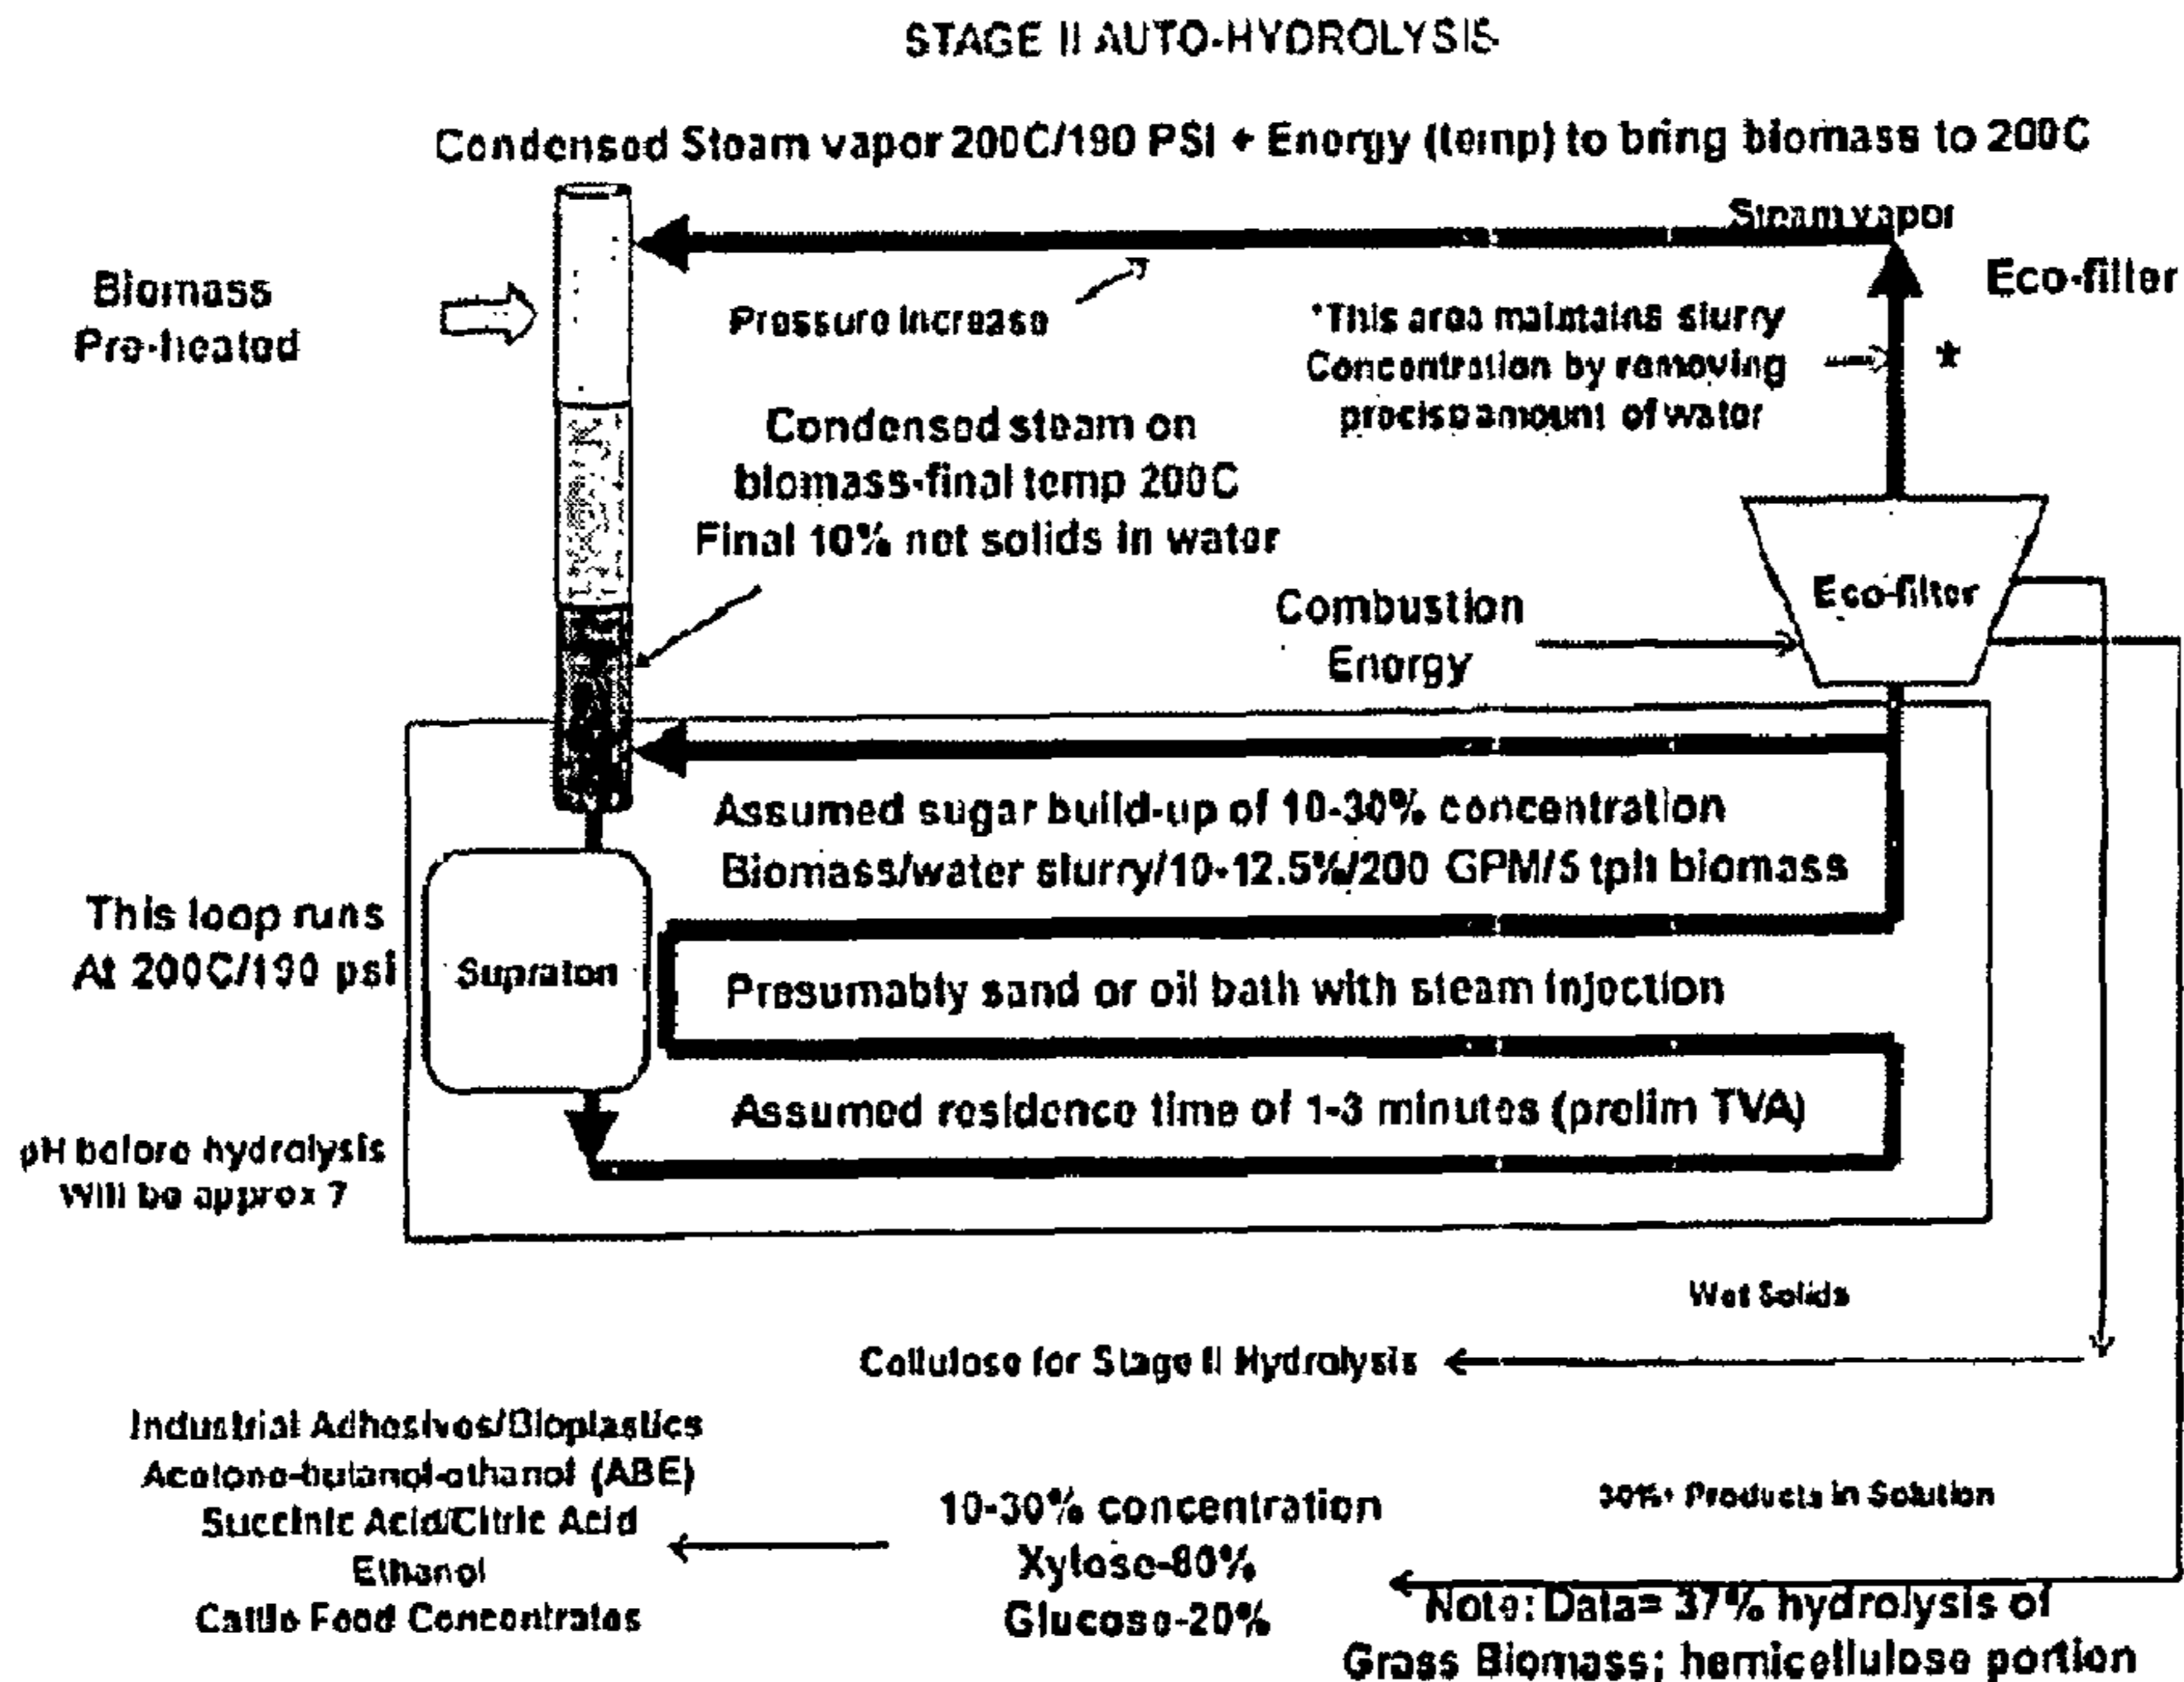 STAGE II AUTO-HYDROLYSIS
Condensed Steam vapor 200C/190 PSI + Energy (temp) to bring biomass to 200C
Steam vapor
Eco-filter
Biomass
Pre-heated
Pressure increase
*This area maintains slurry
Concentration by removing
precise amount of water
*
Condensed steam on
biomass-final temp 200C
Final 10% net solids in water
Combustion
Energy
Eco-filter
Assumed sugar build-up of 10-30% concentration
Biomass/water slurry/10-12.5%/200 GPM/5 tph biomass
This loop runs
At 200C/190 psi
Supraton
Presumably sand or oil bath with steam injection
Assumed residence time of 1-3 minutes (prelim TVA)
pH before hydrolysis
Will be approx 7
Wet Solids
Cellulose for Stage II Hydrolysis
Industrial Adhesives/Bioplastics
Acetone-butanol-ethanol (ABE)
Succinic Acid/Citric Acid
Ethanol
Cattle Food Concentrates
10-30% concentration
Xylose-80%
Glucose-20%
30%+ Products in Solution
Note: Data= 37% hydrolysis of
Grass Biomass; hemicellulose portion